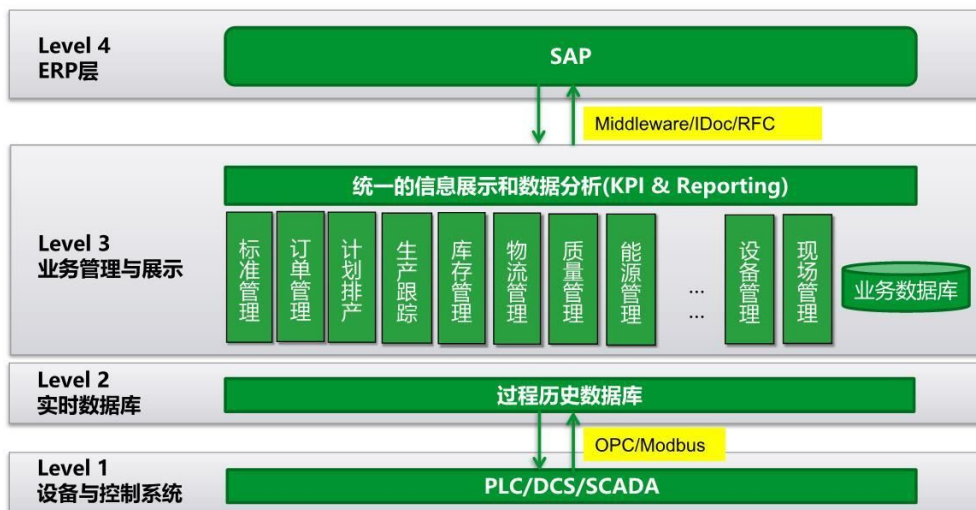 Level 4
ERP层
SAP
Middleware/IDoc/RFC
统一的信息展示和数据分析(KPI & Reporting)
Level 3
业务管理与展示
标准管理
订单管理
计划排产
生产跟踪
库存管理
物流管理
质量管理
能源管理
...
...
设备管理
现场管理
业务数据库
Level 2
实时数据库
过程历史数据库
OPC/Modbus
Level 1
设备与控制系统
PLC/DCS/SCADA